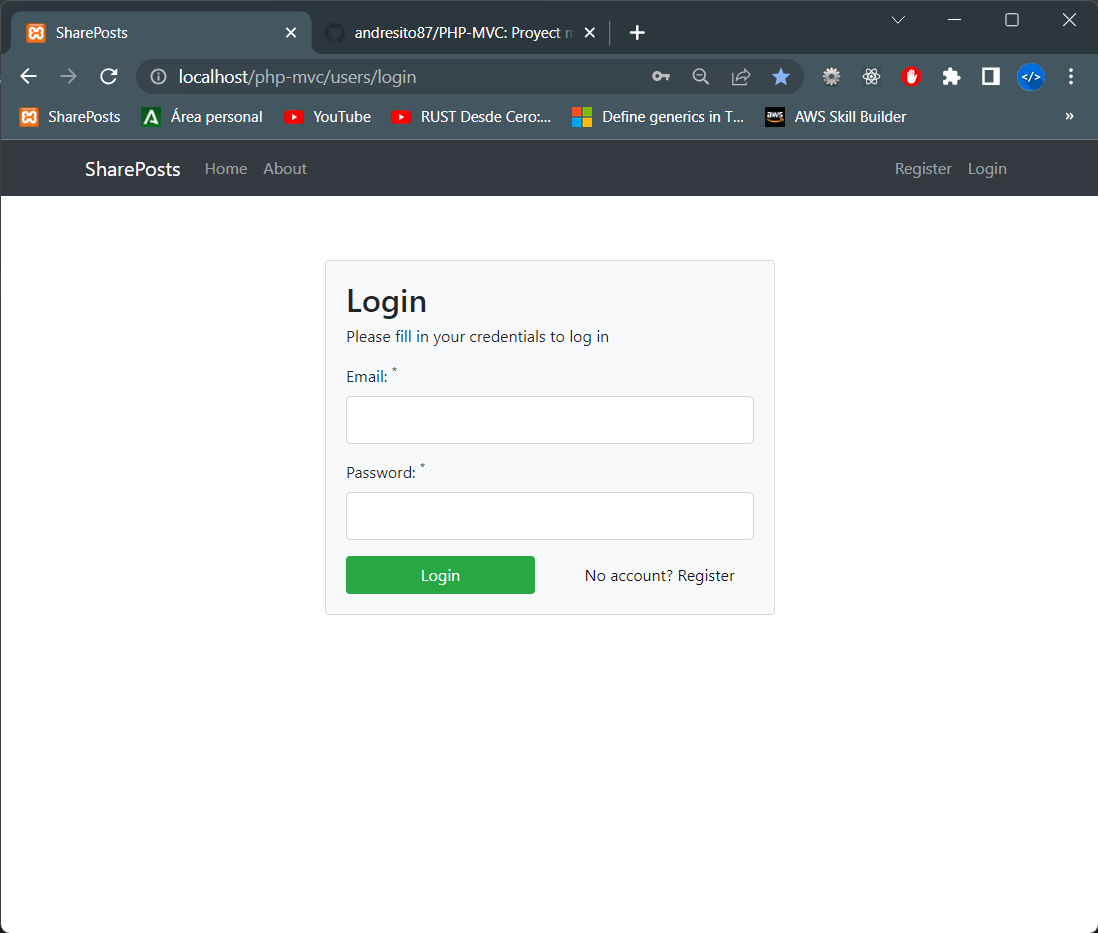 SharePosts
andresito87/PHP-MVC: Proyect m
localhost/php-mvc/users/login
SharePosts Área personal YouTube RUST Desde Cero:... Define generics in T... aws AWS Skill Builder »
SharePosts Home About Register Login
Login
Please fill in your credentials to log in
Email: *
Password: *
Login No account? Register